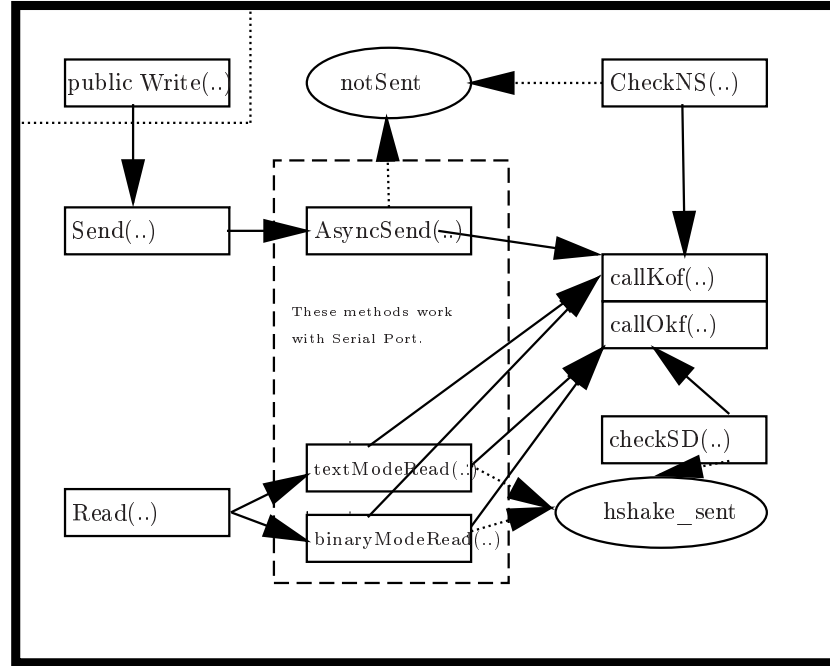 public Write(..)
notSent
CheckNS(..)
Send(..)
AsyncSend(..)
callKof(..)
These methods work
with Serial Port.
callOkf(..)
checkSD(..)
textModeRead(..)
Read(..)
hshake_sent
binaryModeRead(..)